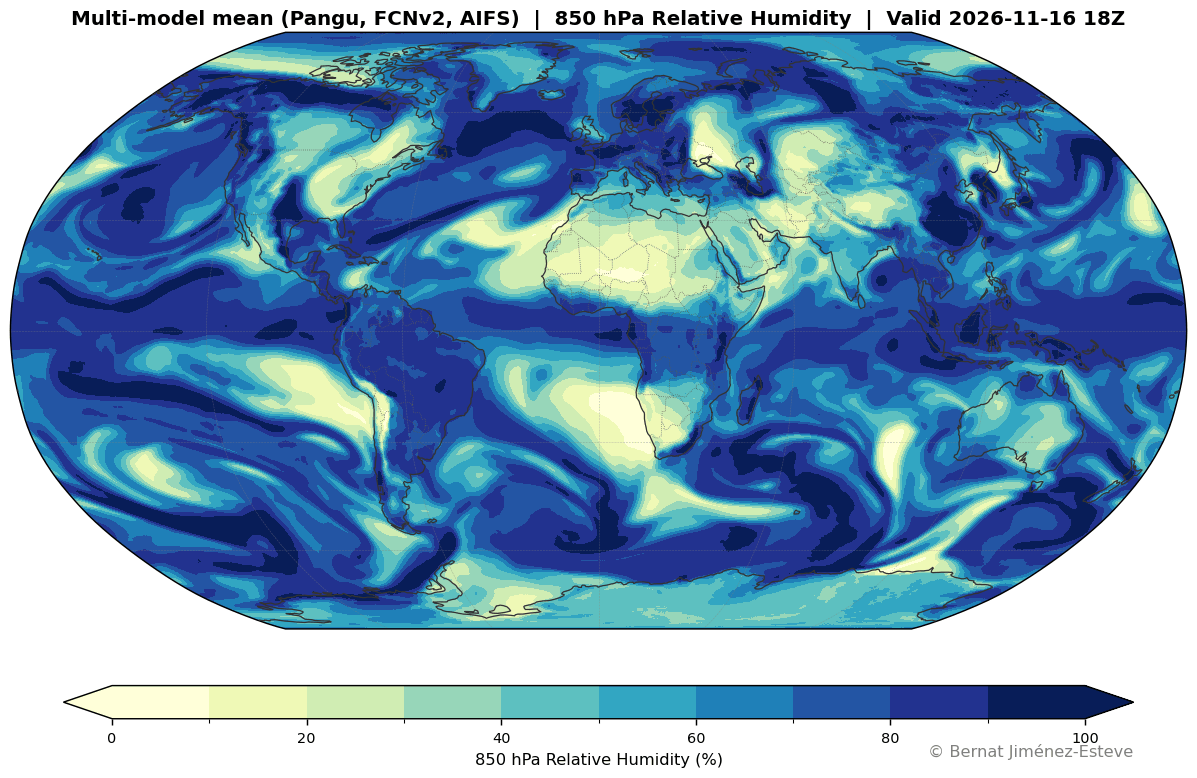 Multi-model mean (Pangu, FCNv2, AIFS)  |  850 hPa Relative Humidity  |  Valid 2026-11-16 18Z
0 20 40 60 80 100
850 hPa Relative Humidity (%)
© Bernat Jiménez-Esteve